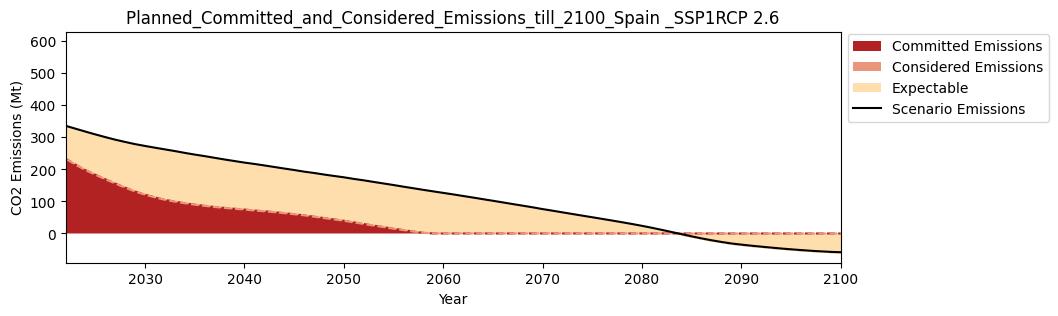 Planned_Committed_and_Considered_Emissions_till_2100_Spain _SSP1RCP 2.6
600
500
400
300
200
100
0
CO2 Emissions (Mt)
2030 2040 2050 2060 2070 2080 2090 2100
Year
Committed Emissions
Considered Emissions
Expectable
Scenario Emissions